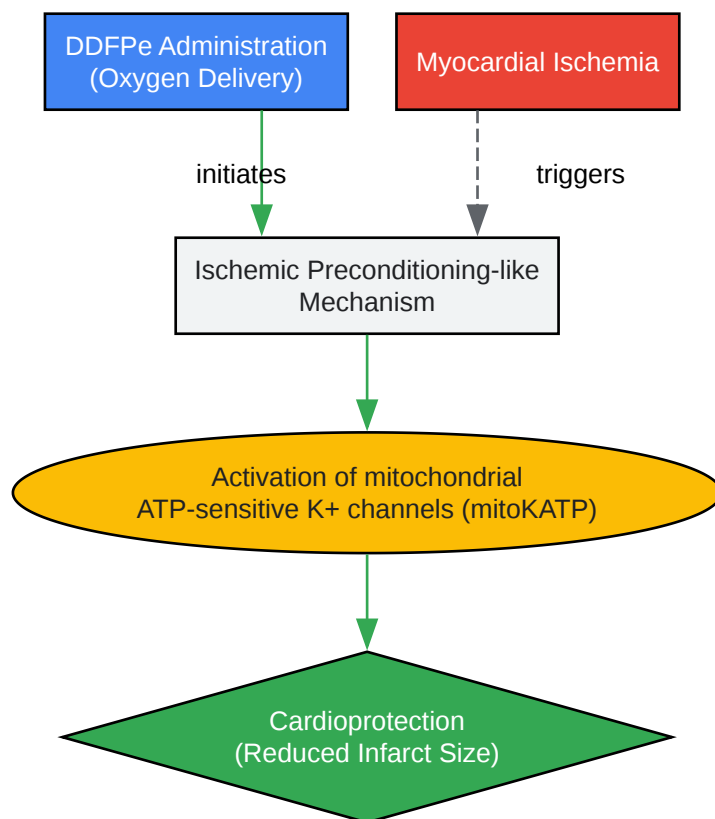 DDFPe Administration
(Oxygen Delivery)
Myocardial Ischemia
initiates
triggers
Ischemic Preconditioning-like
Mechanism
Activation of mitochondrial
ATP-sensitive K+ channels (mitoKATP)
Cardioprotection
(Reduced Infarct Size)